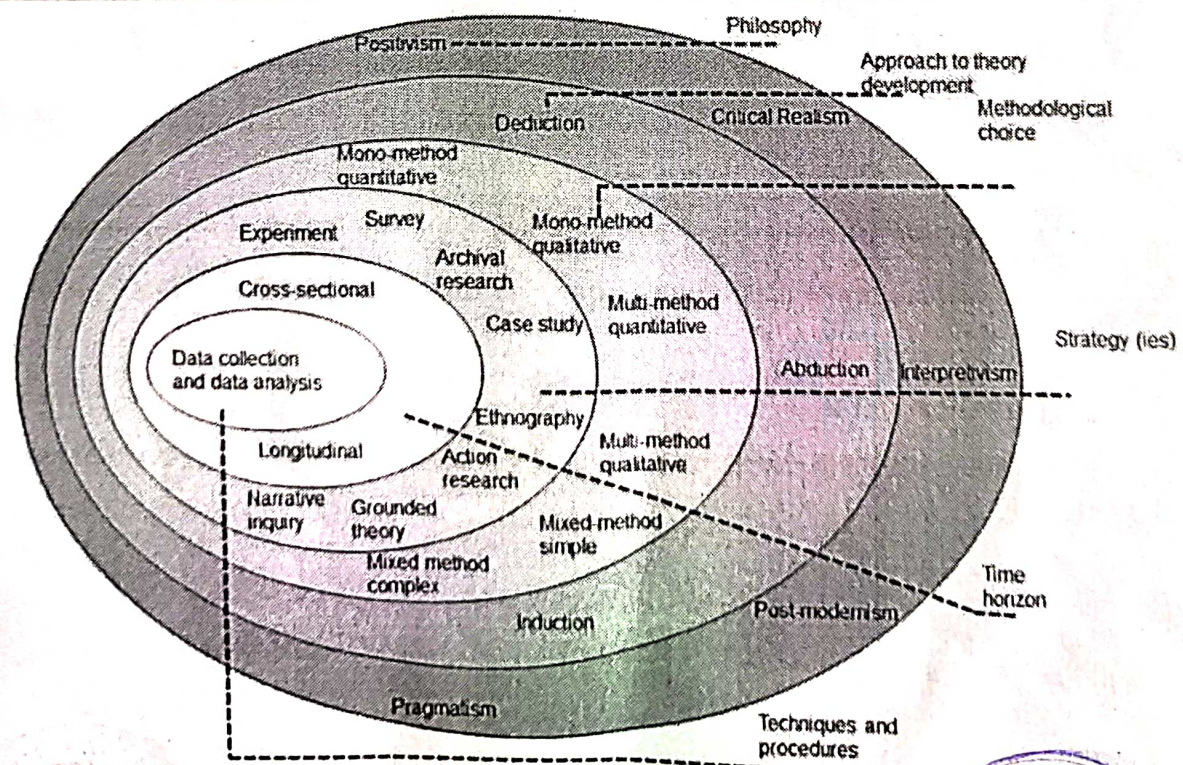 Philosophy
Positivism
Approach to theory
development
Methodological
choice
Critical Realism
Deduction
Mono-method
quantitative
Survey
Mono-method
qualitative
Experiment
Archival
research
Cross-sectional
Multi-method
quantitative
Case study
Strategy (ies)
Data collection
and data analysis
Abduction
Interpretivism
Ethnography
Multi-method
qualitative
Longitudinal
Action
research
Narrative
inquiry
Grounded
theory
Mixed-method
simple
Mixed method
complex
Time
horizon
Post-modernism
Induction
Pragmatism
Techniques and
procedures